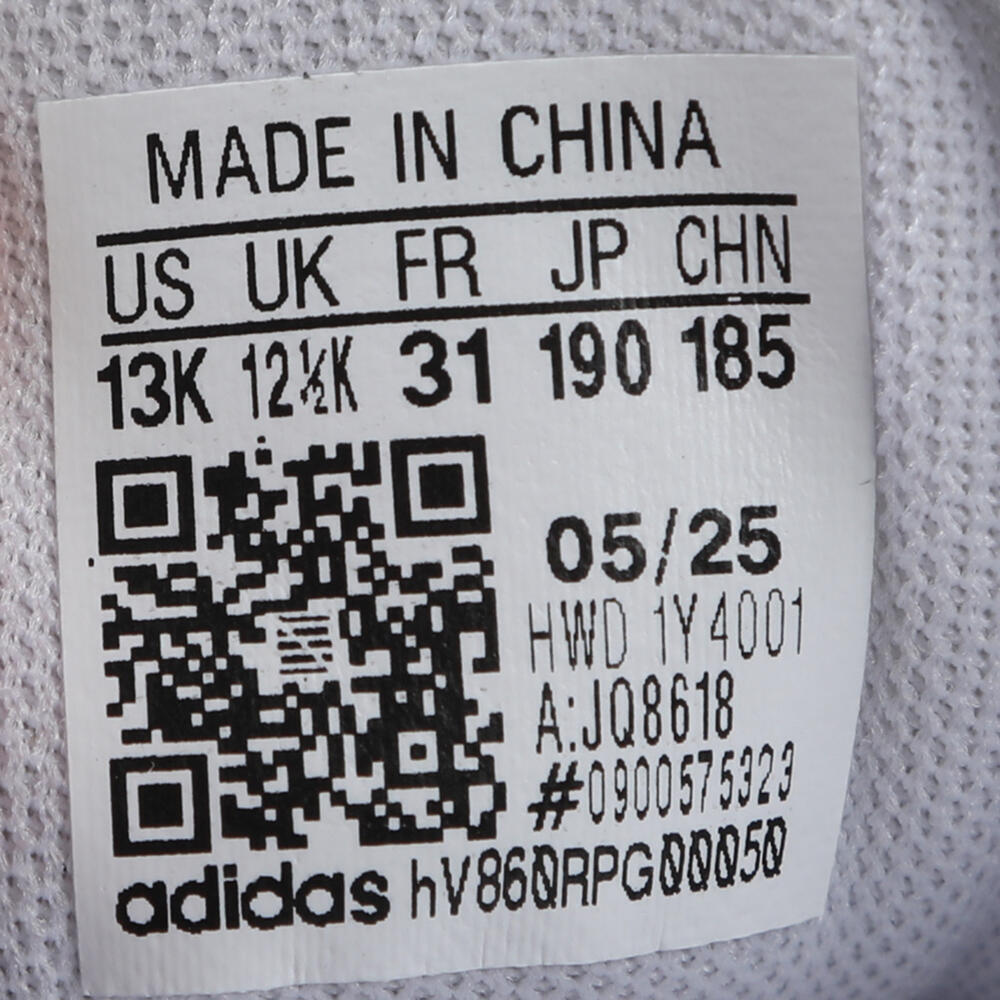 MADE IN CHINA
US UK FR JP CHN
13K 12½K 31 190 185
05/25
HWD 1Y4001
A:JQ8618
#0900575323
adidas hV860RPG00050